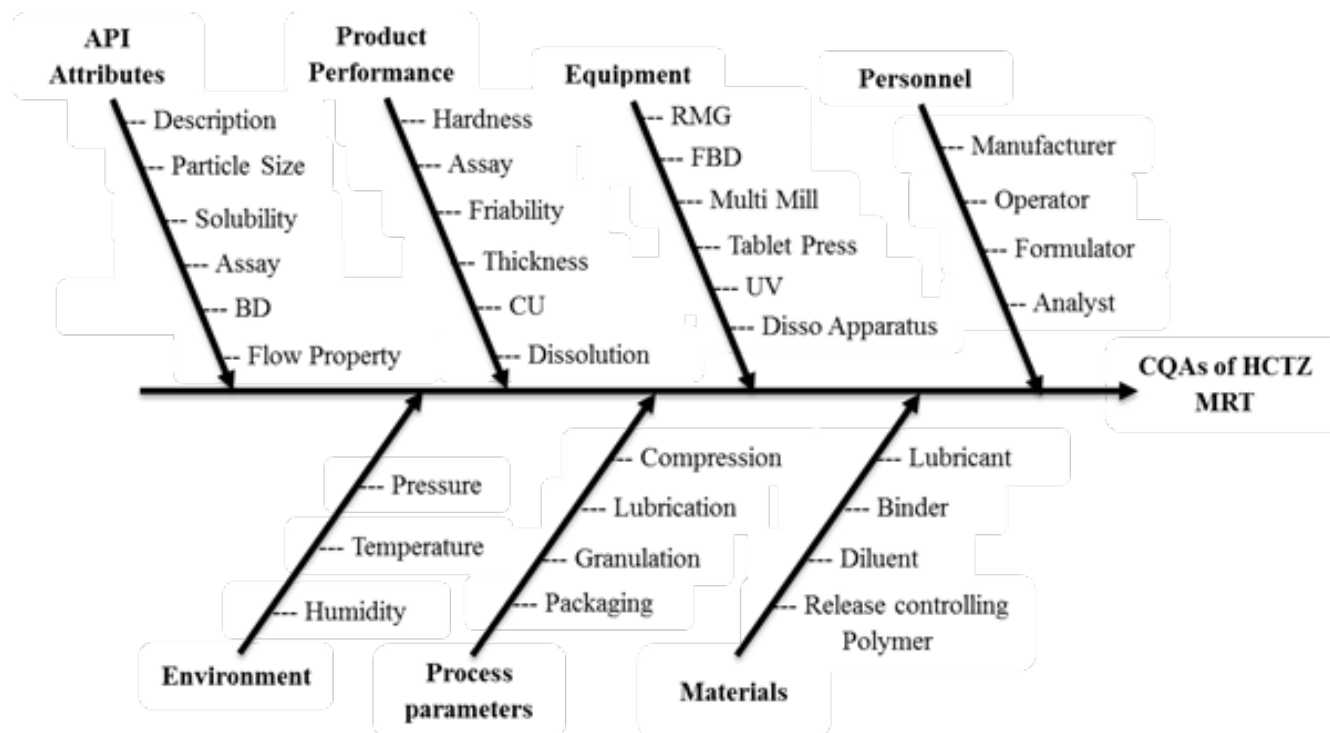 API
Attributes
--- Description
--- Particle Size
--- Solubility
--- Assay
--- BD
--- Flow Property
Product
Performance
--- Hardness
--- Assay
--- Friability
--- Thickness
--- CU
--- Dissolution
Equipment
--- RMG
--- FBD
--- Multi Mill
--- Tablet Press
--- UV
--- Disso Apparatus
Personnel
--- Manufacturer
--- Operator
--- Formulator
--- Analyst
CQAs of HCTZ
MRT
--- Pressure
--- Temperature
--- Humidity
Environment
--- Compression
--- Lubrication
--- Granulation
--- Packaging
Process
parameters
--- Lubricant
--- Binder
--- Diluent
--- Release controlling
Polymer
Materials